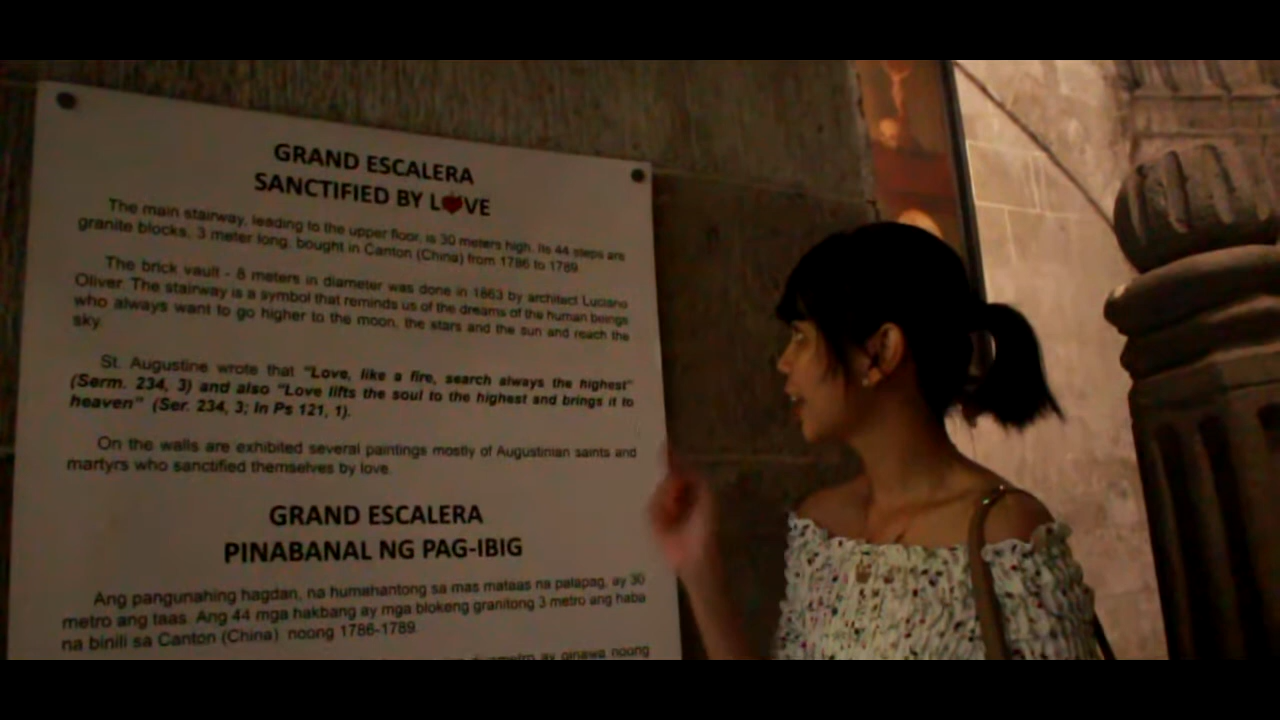 GRAND ESCALERA
SANCTIFIED BY L❤VE
The main stairway, leading to the upper floor, is 30 meters high. Its 44 steps are
granite blocks, 3 meter long, bought in Canton (China) from 1786 to 1789.
The brick vault - 8 meters in diameter was done in 1863 by architect Luciano
Oliver. The stairway is a symbol that reminds us of the dreams of the human beings
who always want to go higher to the moon, the stars and the sun and reach the
sky.
St. Augustine wrote that "Love, like a fire, search always the highest"
(Serm. 234, 3) and also "Love lifts the soul to the highest and brings it to
heaven" (Ser. 234, 3; In Ps 121, 1).
On the walls are exhibited several paintings mostly of Augustinian saints and
martyrs who sanctified themselves by love.
GRAND ESCALERA
PINABANAL NG PAG-IBIG
Ang pangunahing hagdan, na humahantong sa mas mataas na palapag, ay 30
metro ang taas. Ang 44 mga hakbang ay mga blokeng granitong 3 metro ang haba
na binili sa Canton (China) noong 1786-1789.
ay ginawa noong